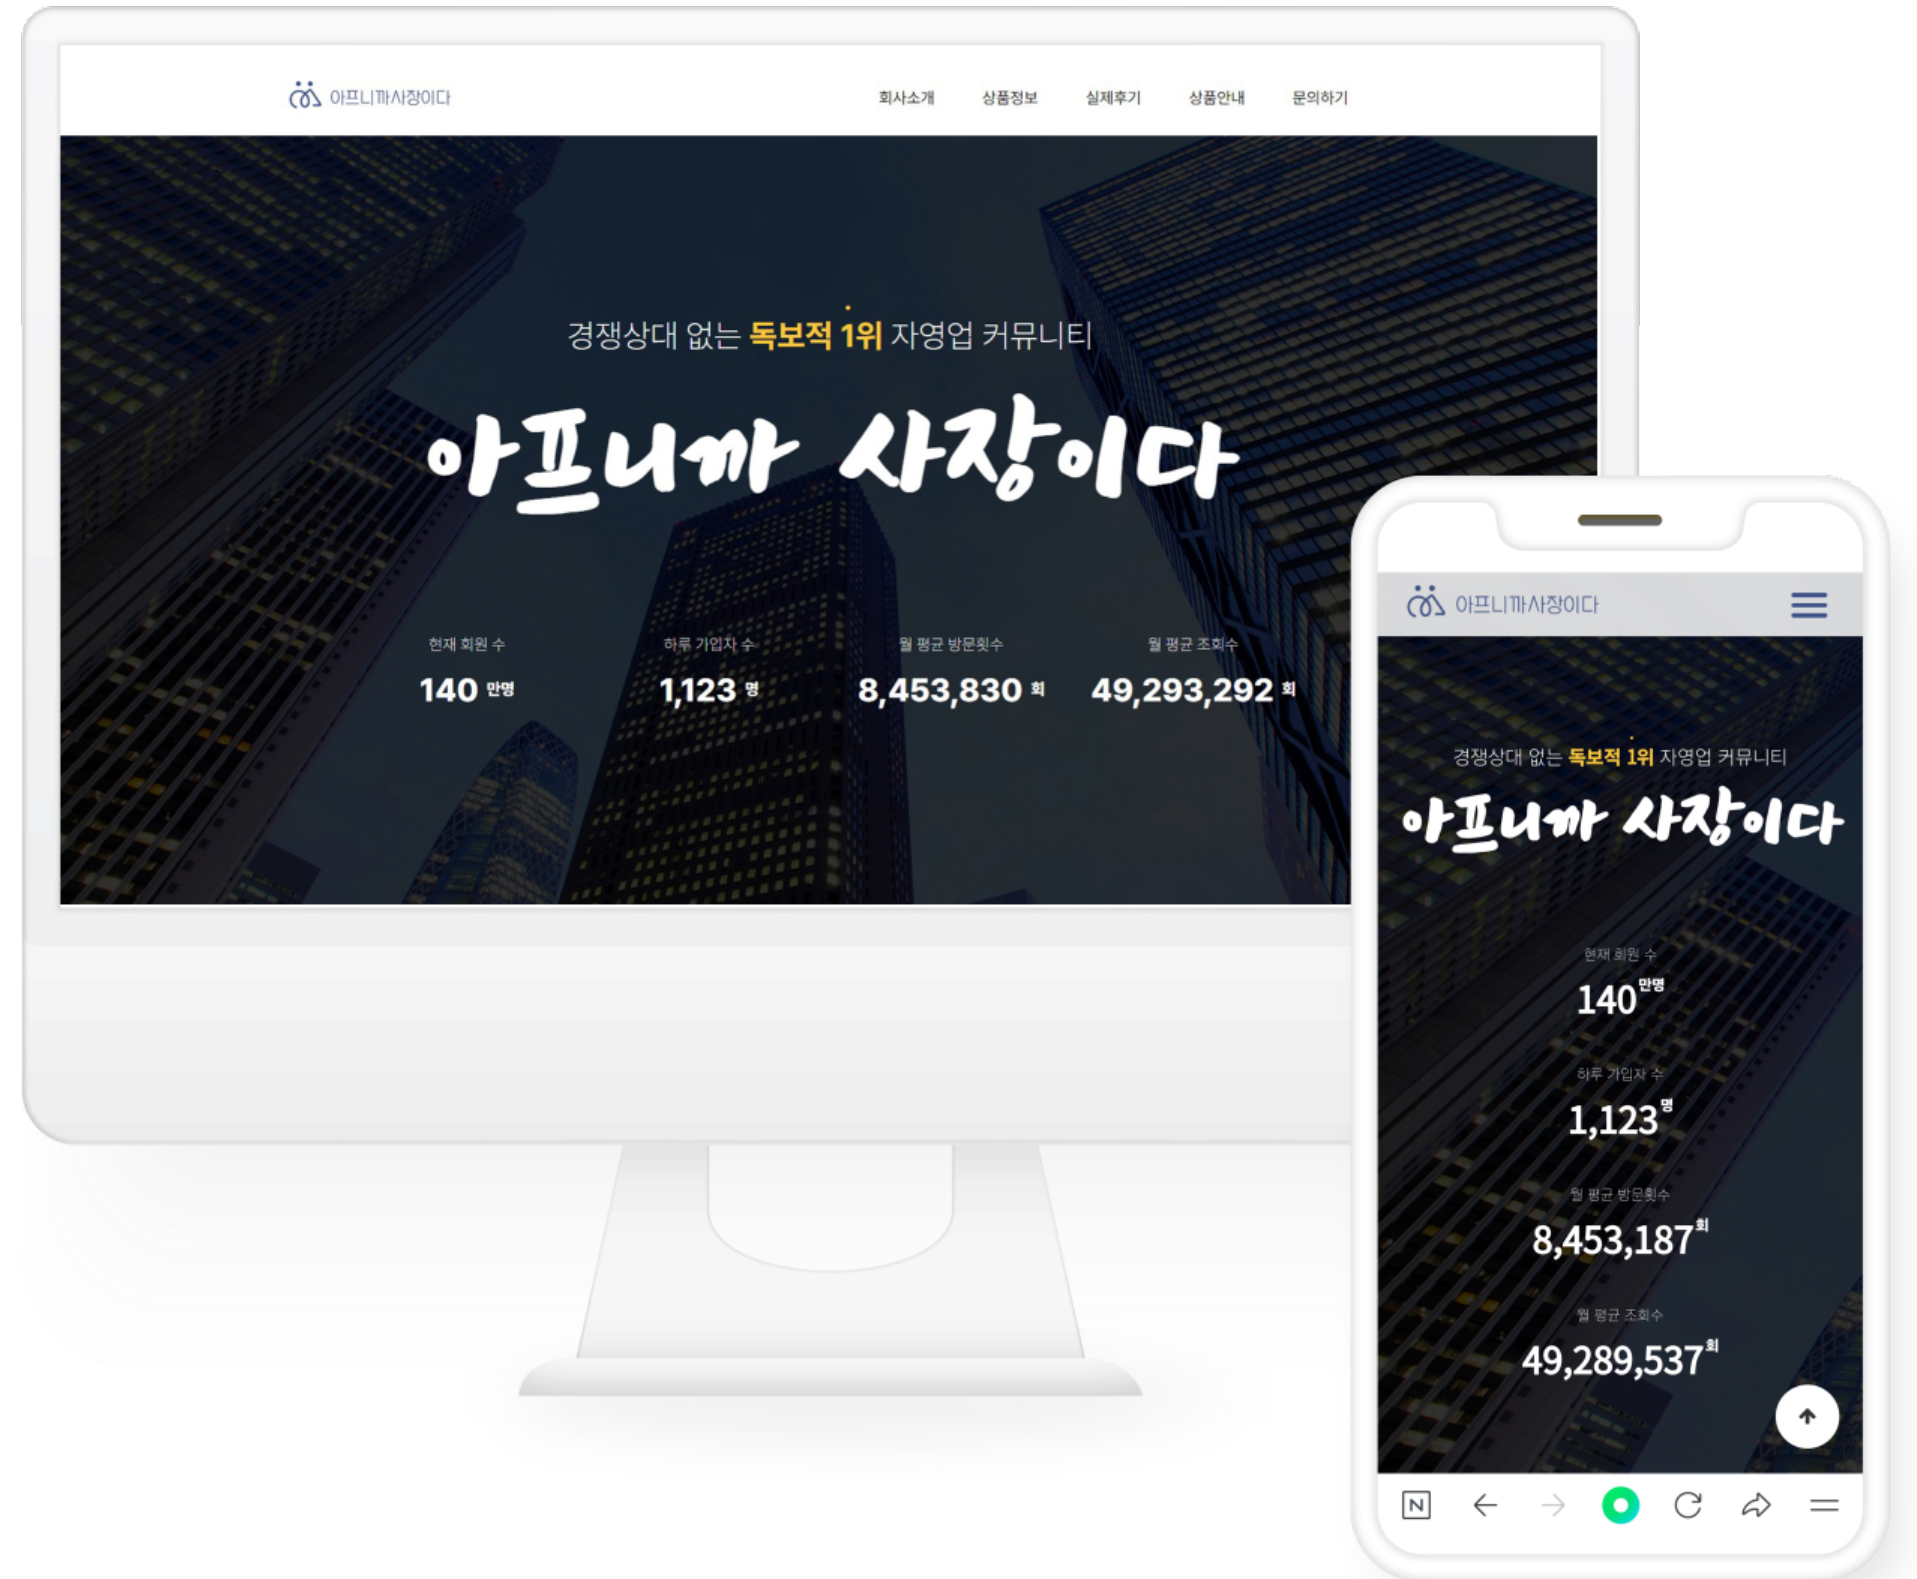 아프니까사장이다
회사소개 상품정보 실제후기 상품안내 문의하기
경쟁상대 없는 독보적 1위 자영업 커뮤니티
아프니까 사장이다
현재 회원 수 하루 가입자 수 월 평균 방문횟수 월 평균 조회수
140 만명 1,123 명 8,453,830 회 49,293,292 회
아프니까사장이다
경쟁상대 없는 독보적 1위 자영업 커뮤니티
아프니까 사장이다
현재 회원 수
140만명
하루 가입자 수
1,123명
월 평균 방문횟수
8,453,187회
월 평균 조회수
49,289,537회
N